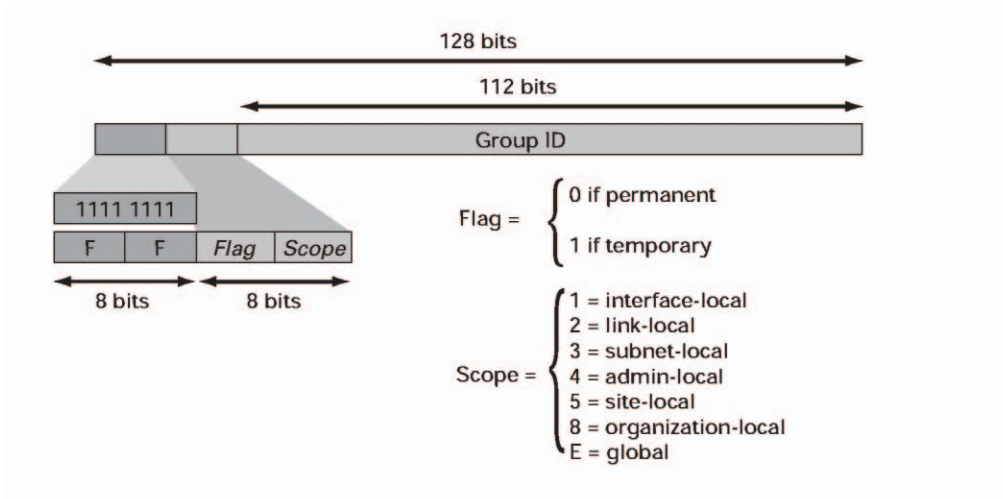 128 bits
112 bits
Group ID
1111 1111
F F Flag Scope
8 bits 8 bits
Flag =
0 if permanent
1 if temporary
Scope =
1 = interface-local
2 = link-local
3 = subnet-local
4 = admin-local
5 = site-local
8 = organization-local
E = global